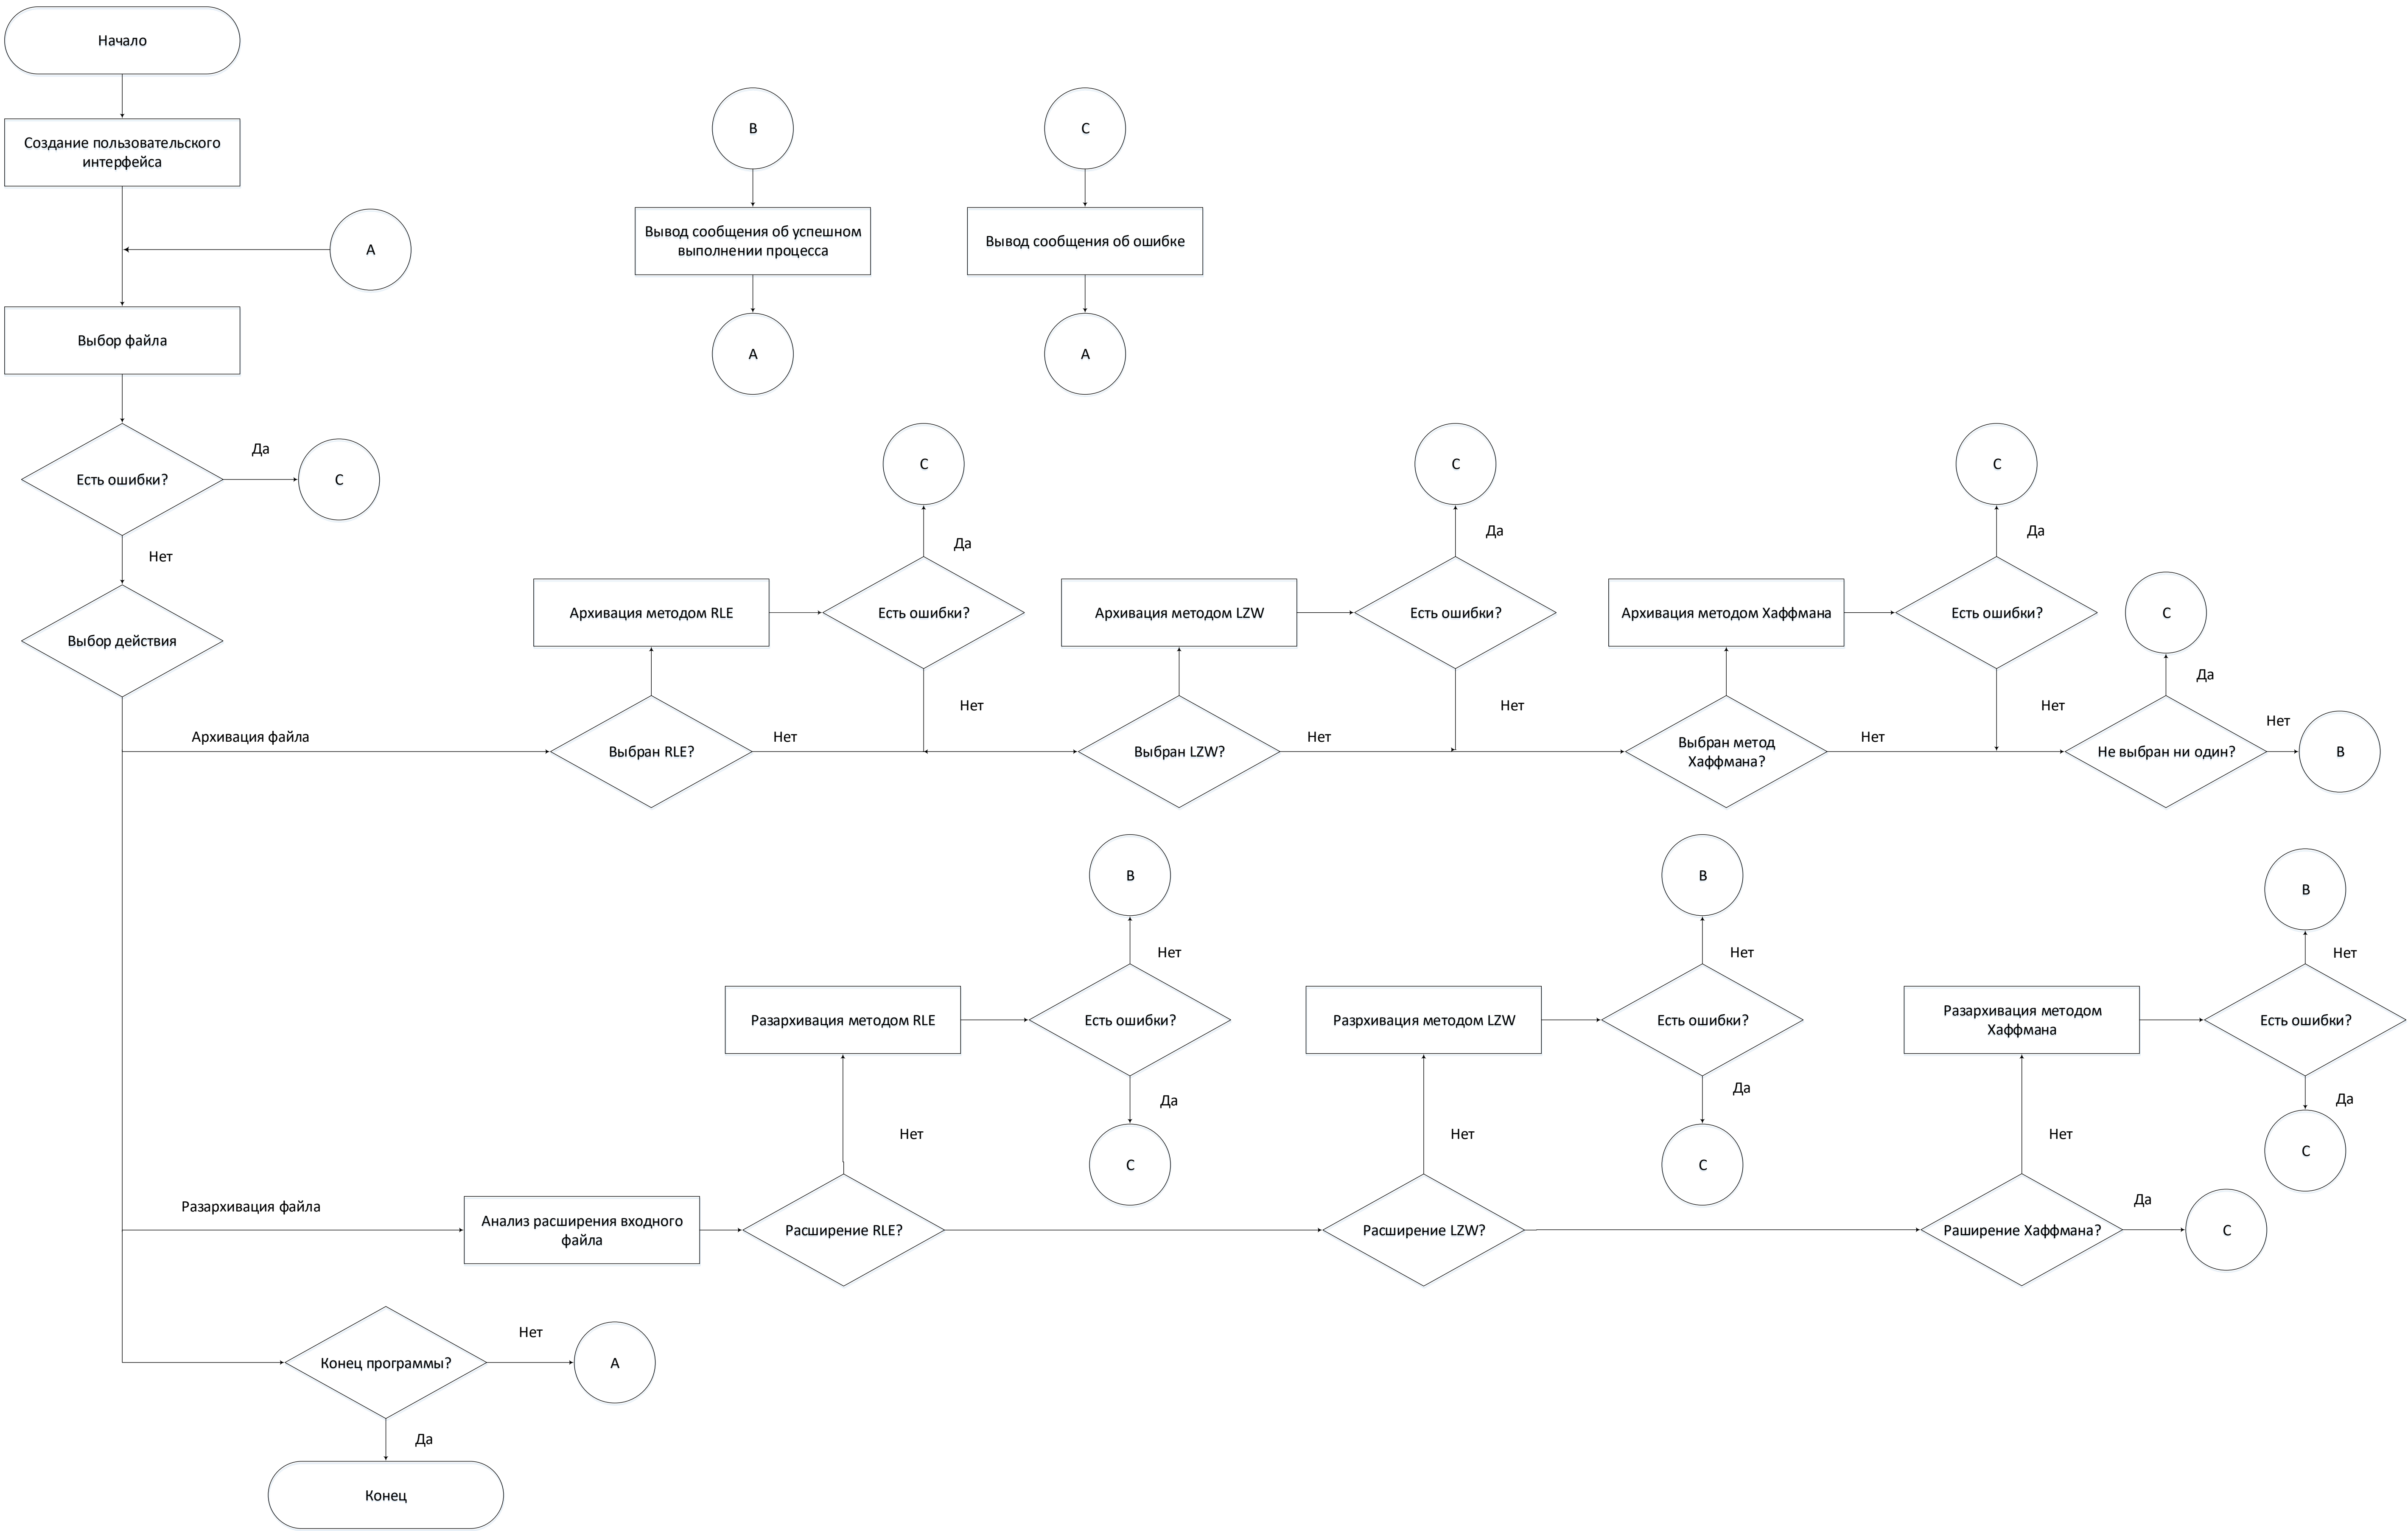 Начало
Создание пользовательского
интерфейса
A
Выбор файла
Есть ошибки?
Да
C
Нет
Выбор действия
B
Вывод сообщения об успешном
выполнении процесса
A
C
Вывод сообщения об ошибке
A
Архивация файла
Выбран RLE?
Архивация методом RLE
Есть ошибки?
Да
C
Нет
Нет
Выбран LZW?
Архивация методом LZW
Есть ошибки?
Да
C
Нет
Нет
Выбран метод
Хаффмана?
Архивация методом Хаффмана
Есть ошибки?
Да
C
Нет
Нет
Не выбран ни один?
Да
C
Нет
B
Разархивация файла
Анализ расширения входного
файла
Расширение RLE?
Нет
Разархивация методом RLE
Есть ошибки?
Нет
B
Да
C
Расширение LZW?
Нет
Разрхивация методом LZW
Есть ошибки?
Нет
B
Да
C
Раширение Хаффмана?
Нет
Разархивация методом
Хаффмана
Есть ошибки?
Нет
B
Да
C
Да
C
Конец программы?
Нет
A
Да
Конец